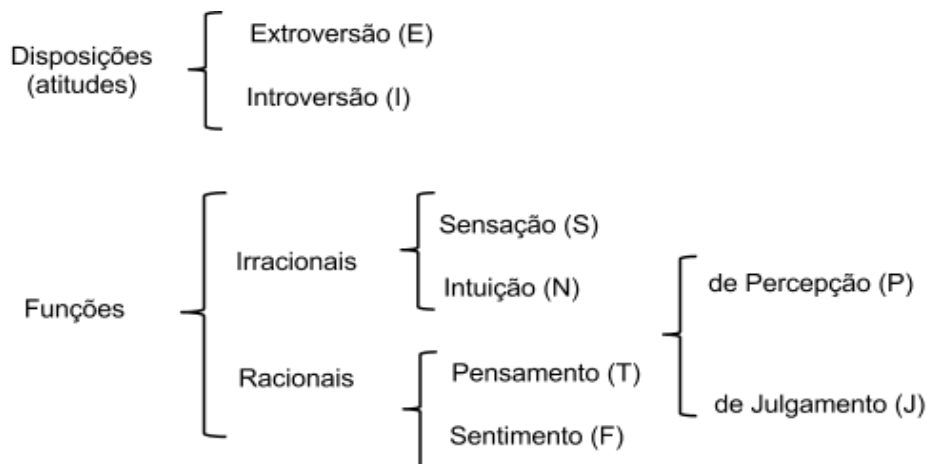 Disposições
(atitudes)
Extroversão (E)
Introversão (I)
Funções
Irracionais
Sensação (S)
Intuição (N)
Racionais
Pensamento (T)
Sentimento (F)
de Percepção (P)
de Julgamento (J)